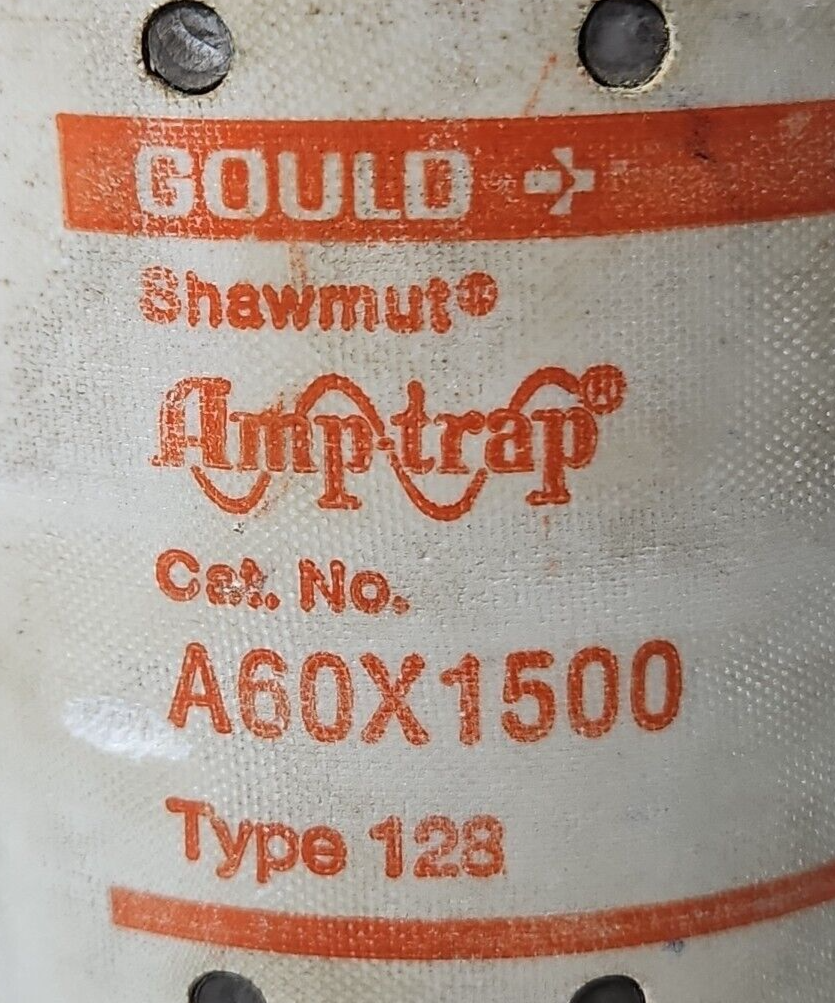 GOULD
Shawmut®
Amp-trap®
Cat. No.
A60X1500
Type 128